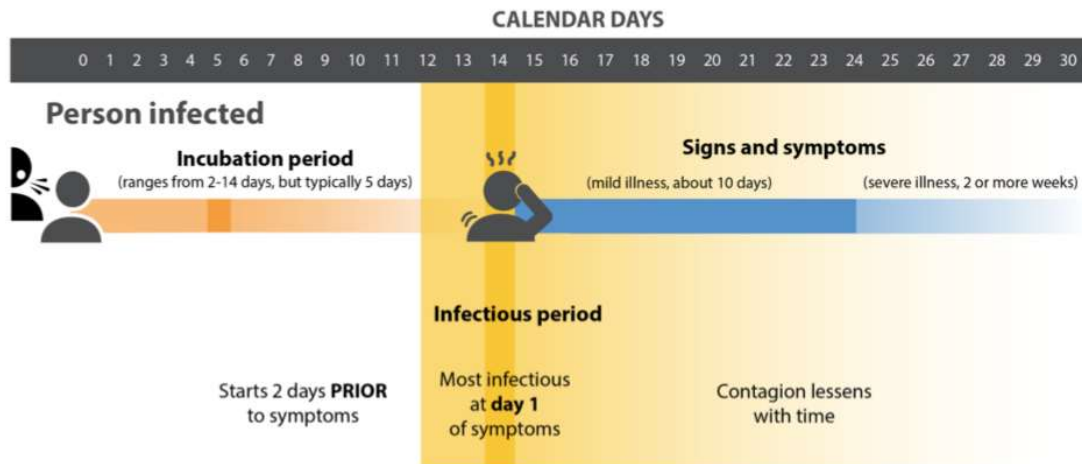 CALENDAR DAYS
0 1 2 3 4 5 6 7 8 9 10 11 12 13 14 15 16 17 18 19 20 21 22 23 24 25 26 27 28 29 30
Person infected
Incubation period
(ranges from 2-14 days, but typically 5 days)
Signs and symptoms
(mild illness, about 10 days)
(severe illness, 2 or more weeks)
Infectious period
Starts 2 days PRIOR
to symptoms
Most infectious
at day 1
of symptoms
Contagion lessens
with time